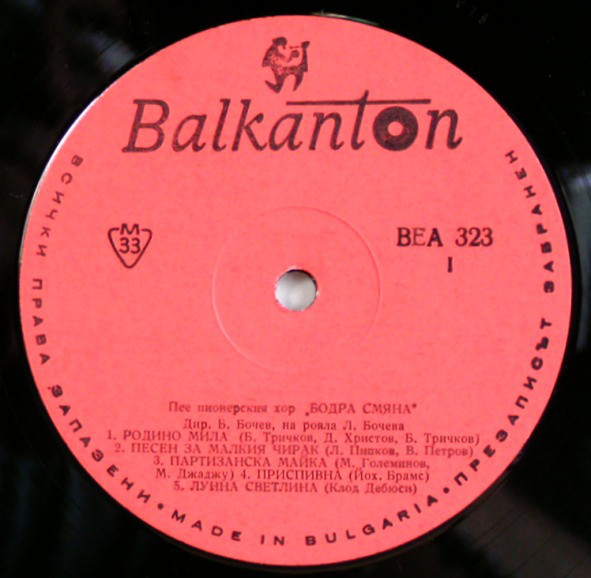 Balkanton
ВСИЧКИ ПРАВА ЗАПАЗЕНИ • MADE IN BULGARIA • ПРЕЗАПИСЪТ ЗАБРАНЕН
M
33
ВЕА 323
I
Пее пионерския хор „БОДРА СМЯНА"
Дир. Б. Бочев, на рояла Л. Бочева
1. РОДИНО МИЛА (Б. Тричков, Д. Христов, Б. Тричков)
2. ПЕСЕН ЗА МАЛКИЯ ЧИРАК (Л. Пипков, В. Петров)
3. ПАРТИЗАНСКА МАЙКА (М. Големинов,
М. Джаджу) 4. ПРИСПИВНА (Йох. Брамс)
5. ЛУИНА СВЕТЛИНА (Клод Дебюси)